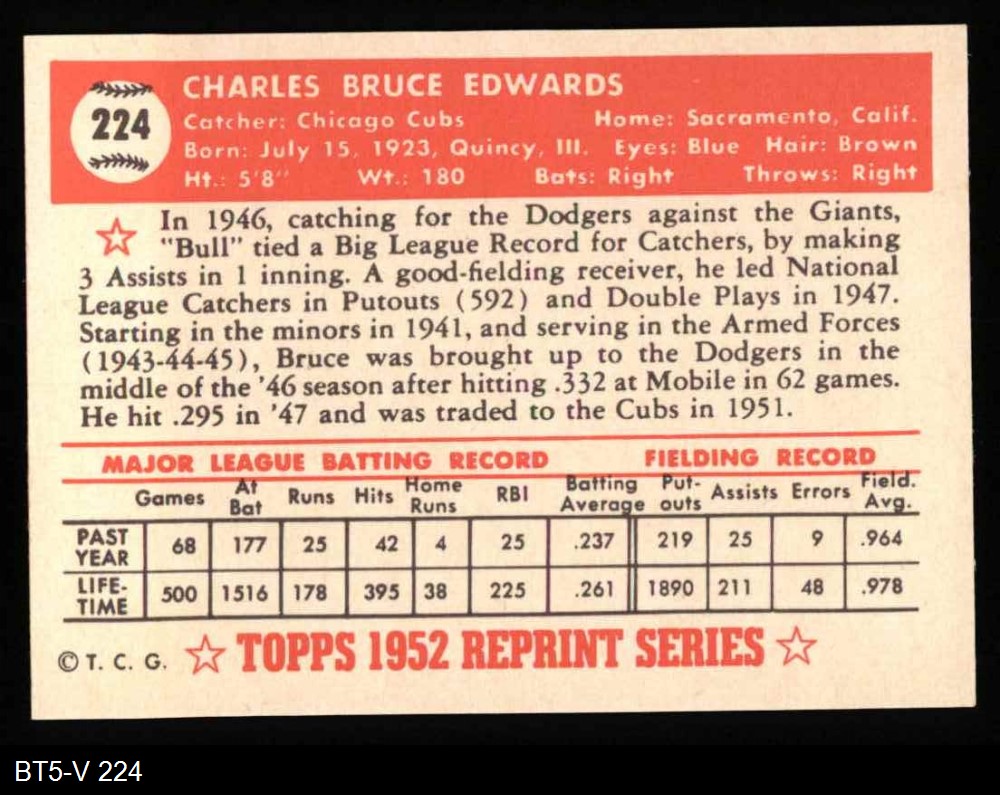 224
CHARLES BRUCE EDWARDS
Catcher: Chicago Cubs Home: Sacramento, Calif.
Born: July 15, 1923, Quincy, Ill. Eyes: Blue Hair: Brown
Ht.: 5'8" Wt.: 180 Bats: Right Throws: Right
In 1946, catching for the Dodgers against the Giants,
"Bull" tied a Big League Record for Catchers, by making
3 Assists in 1 inning. A good-fielding receiver, he led National
League Catchers in Putouts (592) and Double Plays in 1947.
Starting in the minors in 1941, and serving in the Armed Forces
(1943-44-45), Bruce was brought up to the Dodgers in the
middle of the '46 season after hitting .332 at Mobile in 62 games.
He hit .295 in '47 and was traded to the Cubs in 1951.
MAJOR LEAGUE BATTING RECORD FIELDING RECORD
Games At Bat Runs Hits Home Runs RBI Batting Average Put-outs Assists Errors Field. Avg.
PAST YEAR 68 177 25 42 4 25 .237 219 25 9 .964
LIFE-TIME 500 1516 178 395 38 225 .261 1890 211 48 .978
© T. C. G. ☆ TOPPS 1952 REPRINT SERIES ☆
BT5-V 224